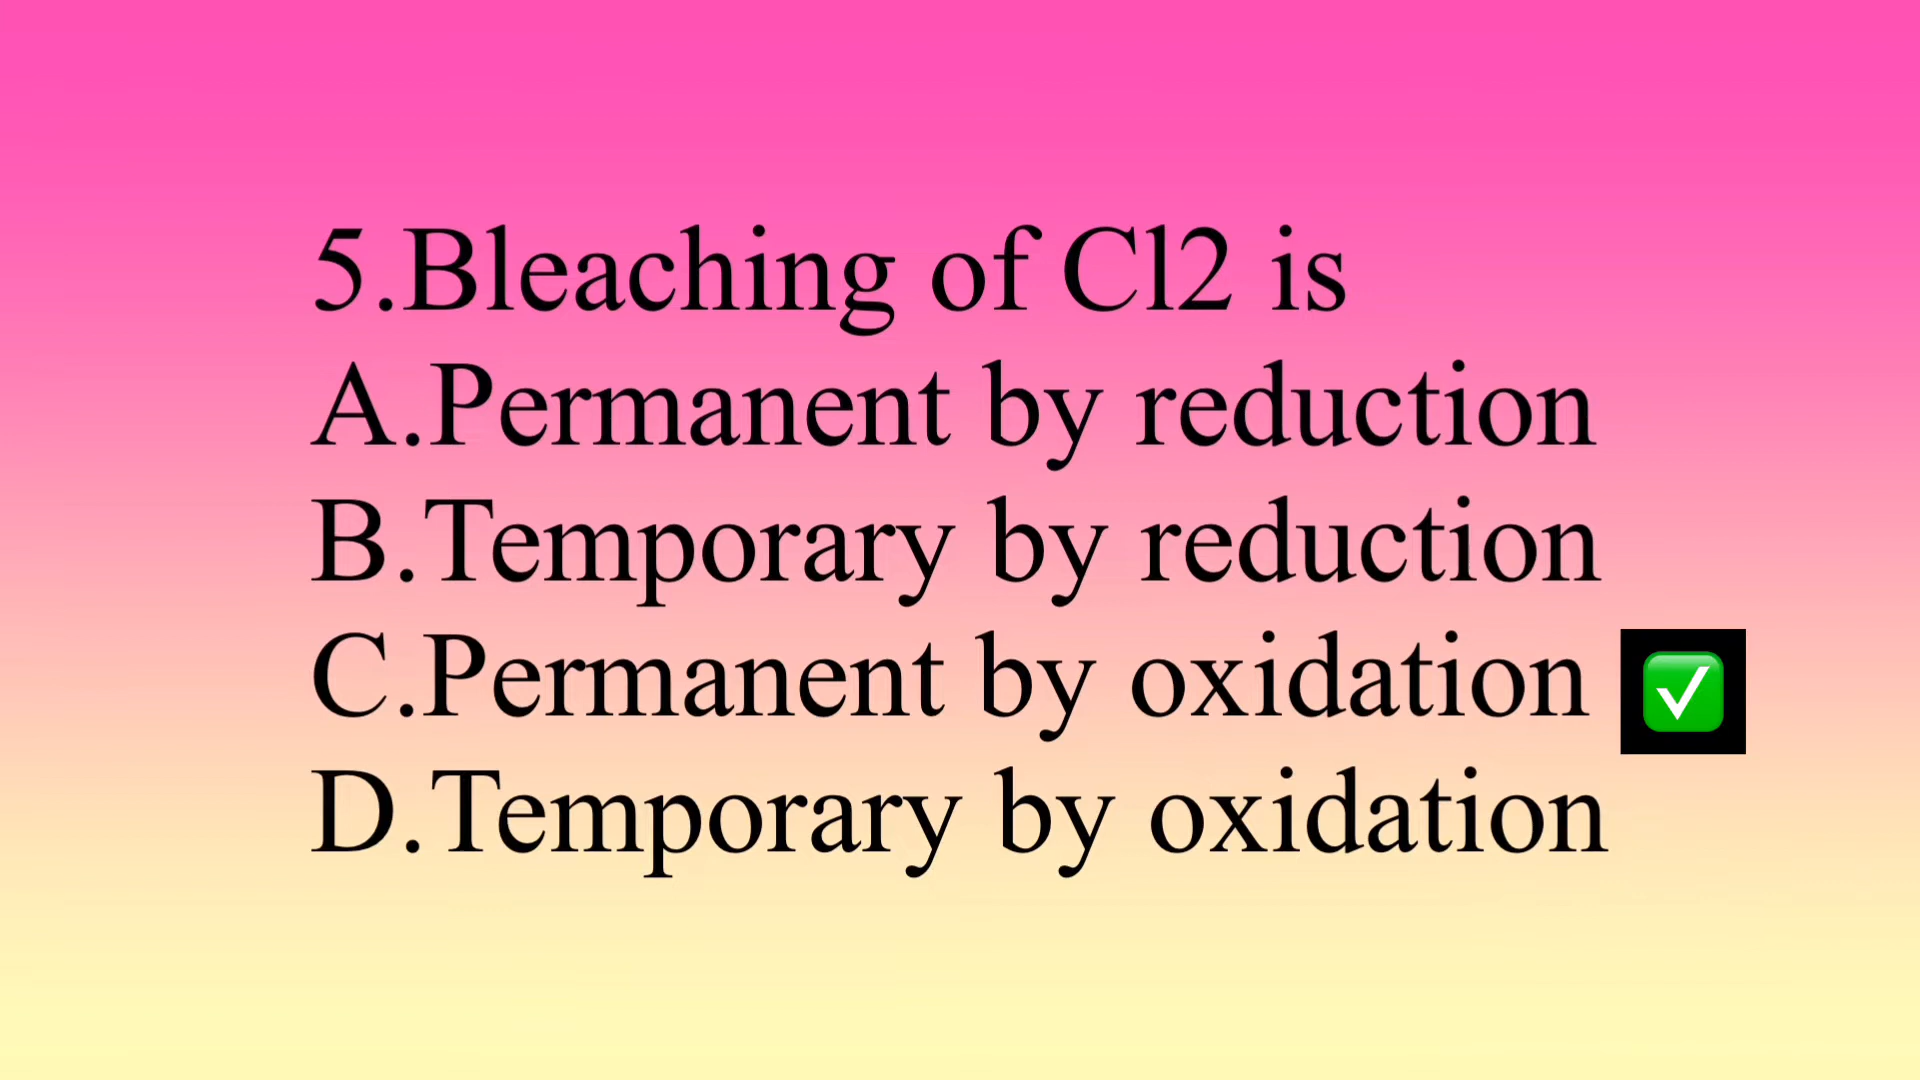 5.Bleaching of Cl2 is
A.Permanent by reduction
B.Temporary by reduction
C.Permanent by oxidation ✅
D.Temporary by oxidation